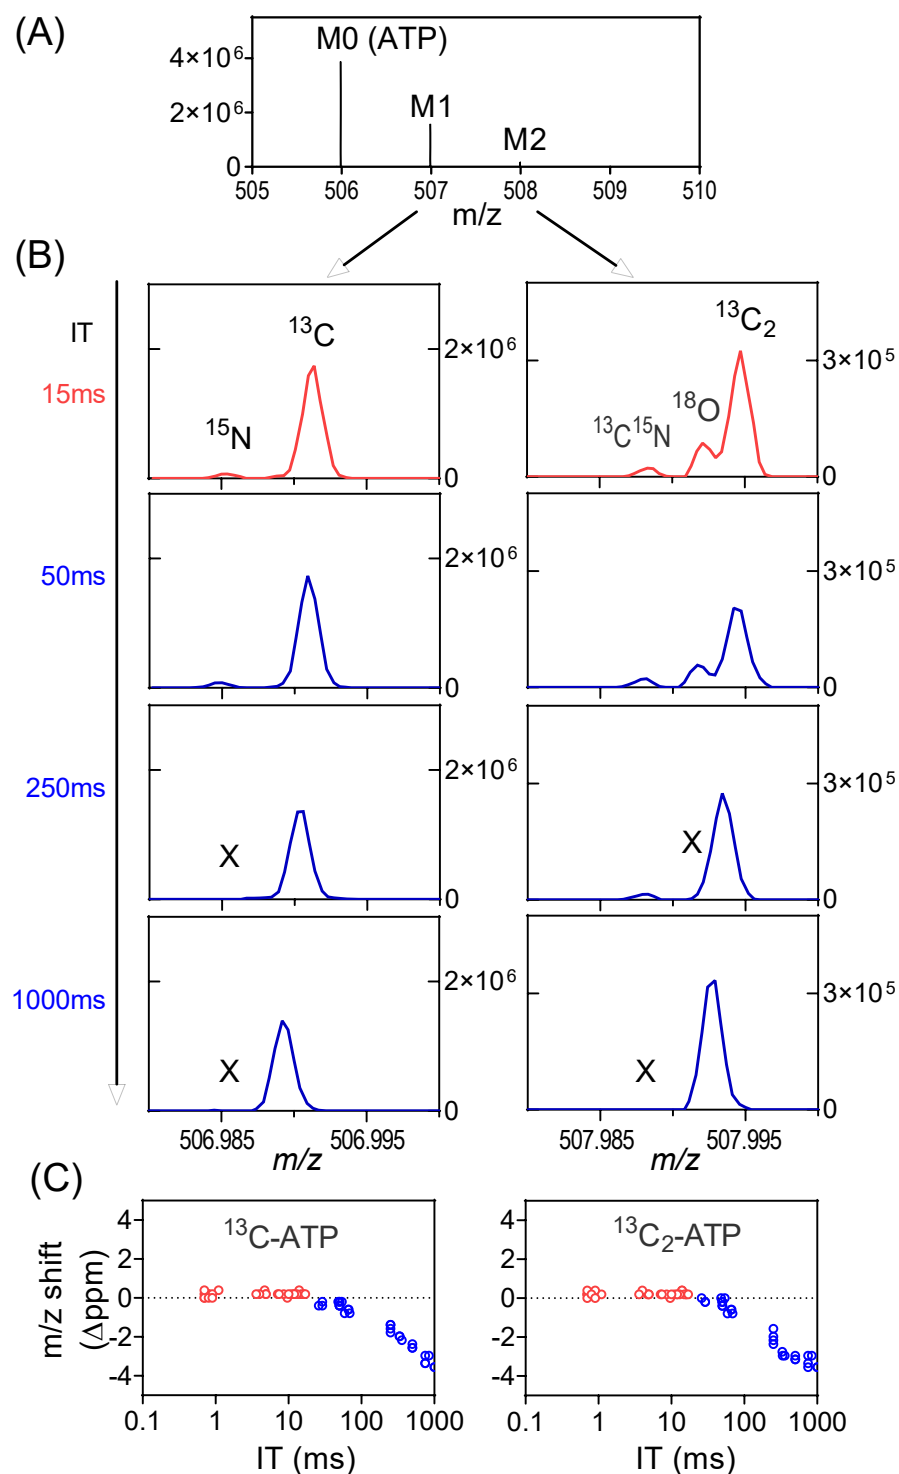 (A)
M0 (ATP)
M1
M2
4×10⁶
2×10⁶
0
505 506 507 508 509 510
m/z
(B)
IT
15ms
¹⁵N
¹³C
2×10⁶
0
¹³C¹⁵N
¹⁸O
¹³C₂
3×10⁵
0
50ms
2×10⁶
0
3×10⁵
0
250ms
X
2×10⁶
0
X
3×10⁵
0
1000ms
X
2×10⁶
0
X
3×10⁵
0
506.985 506.995
m/z
507.985 507.995
m/z
(C)
m/z shift
(Δppm)
¹³C-ATP
4
2
0
-2
-4
0.1 1 10 100 1000
IT (ms)
¹³C₂-ATP
4
2
0
-2
-4
0.1 1 10 100 1000
IT (ms)